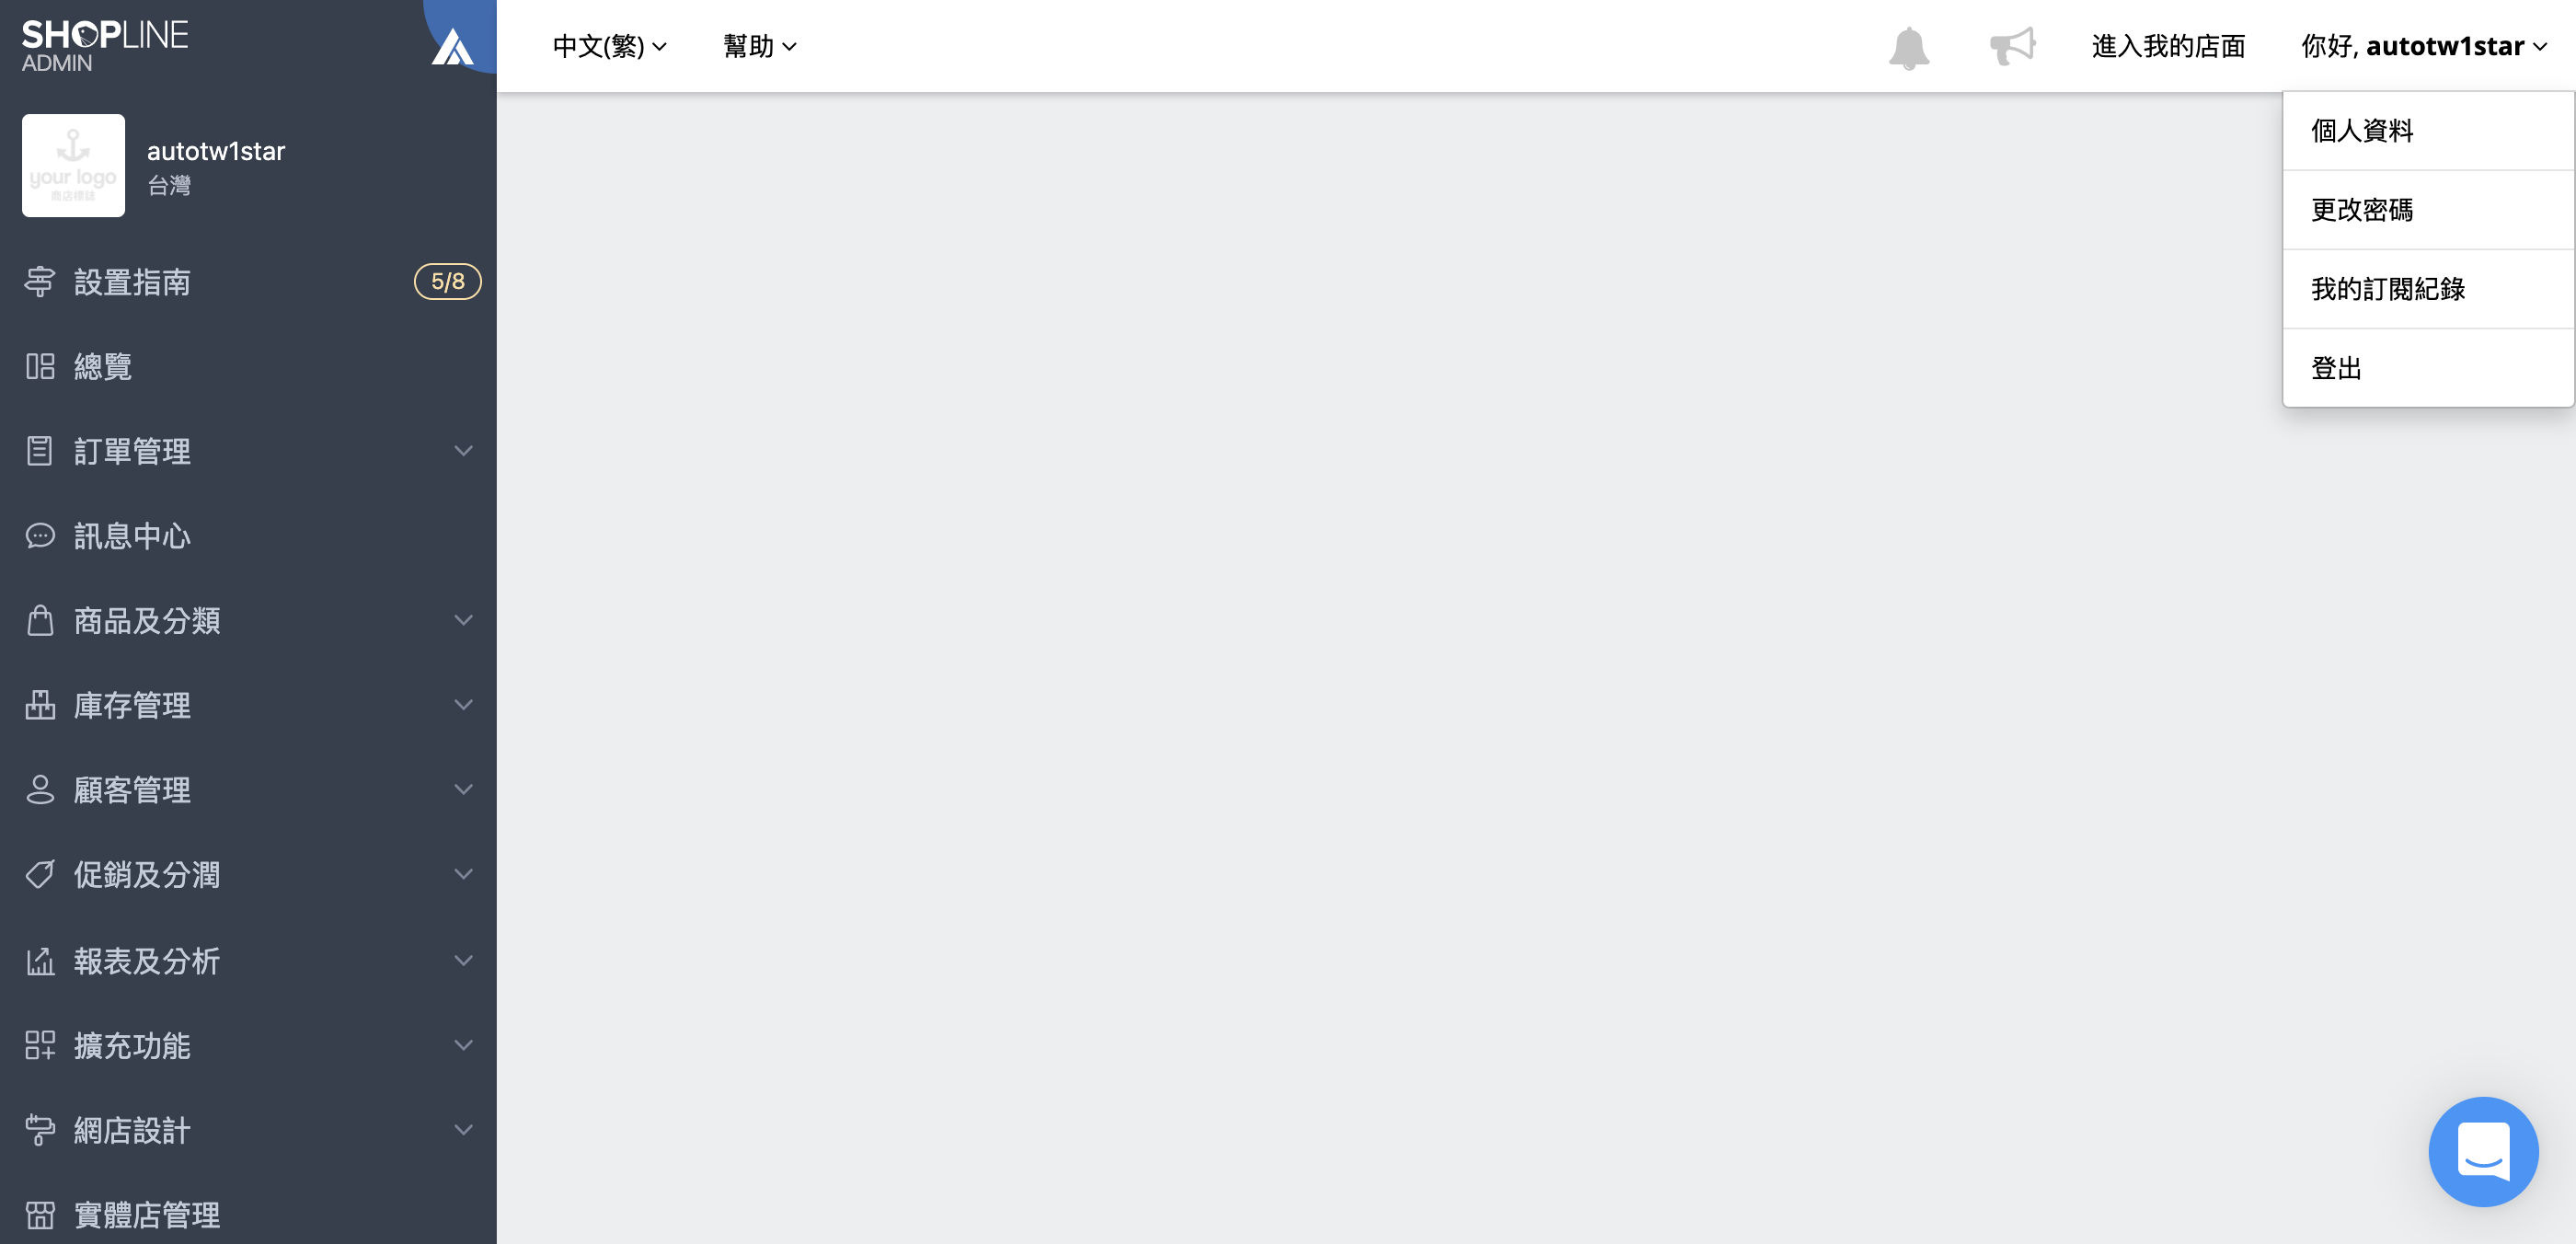 SHOPLINE
ADMIN
中文(繁)
幫助
進入我的店面
你好, autotw1star
your logo
商店標誌
autotw1star
台灣
個人資料
更改密碼
我的訂閱紀錄
登出
設置指南
5/8
總覽
訂單管理
訊息中心
商品及分類
庫存管理
顧客管理
促銷及分潤
報表及分析
擴充功能
網店設計
實體店管理